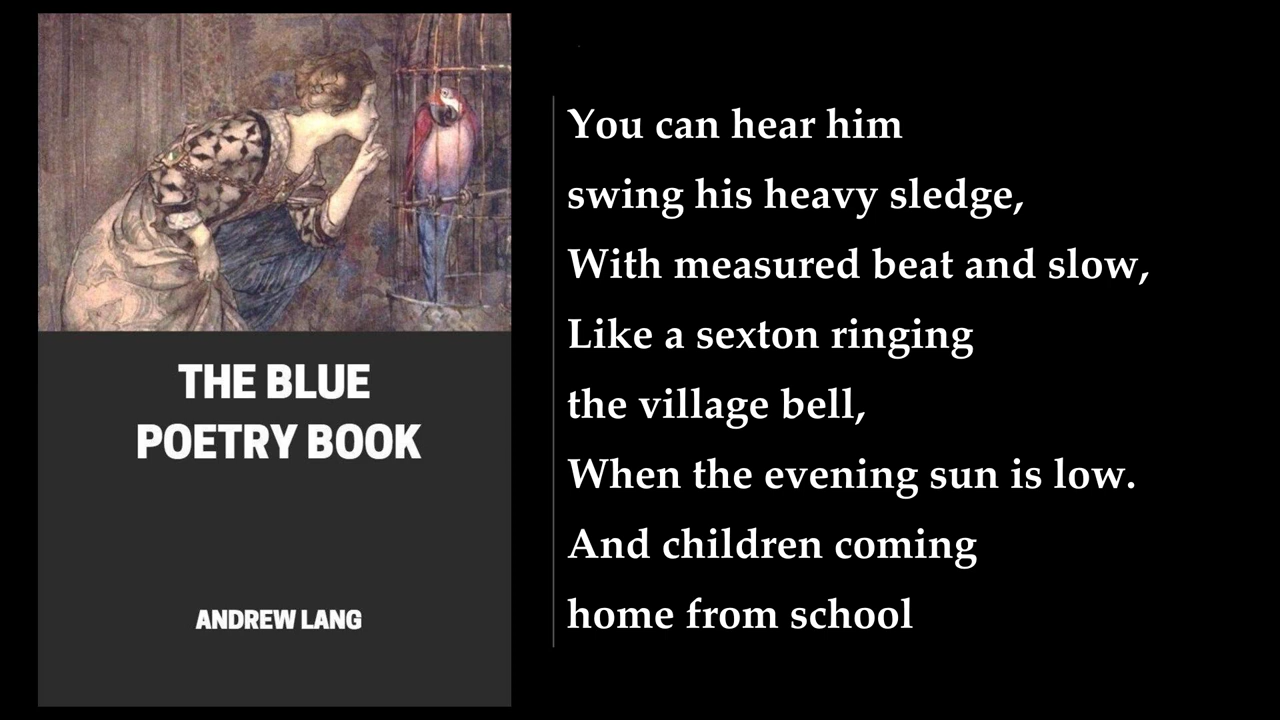 THE BLUE
POETRY BOOK
ANDREW LANG
You can hear him
swing his heavy sledge,
With measured beat and slow,
Like a sexton ringing
the village bell,
When the evening sun is low.
And children coming
home from school